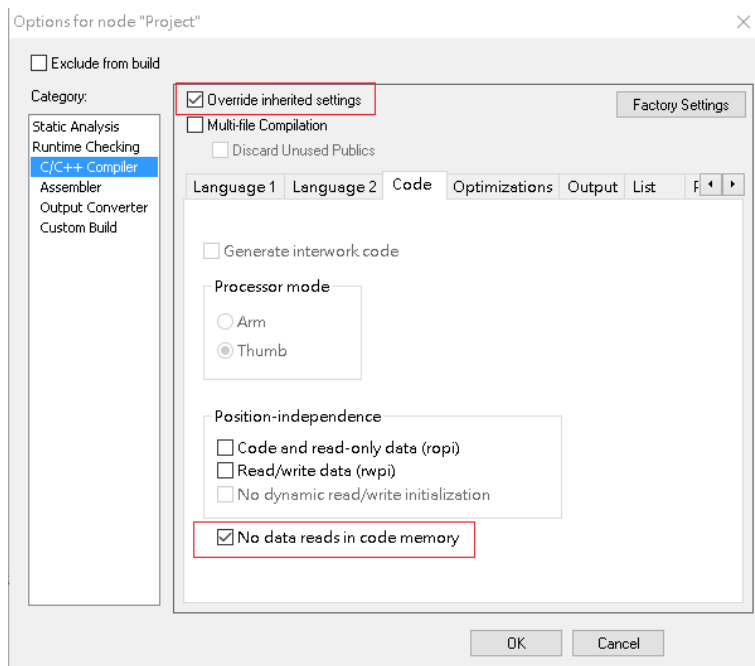 Options for node "Project"
Exclude from build
Category:
Static Analysis
Runtime Checking
C/C++ Compiler
Assembler
Output Converter
Custom Build
Override inherited settings
Factory Settings
Multi-file Compilation
Discard Unused Publics
Language 1 Language 2 Code Optimizations Output List
Generate interwork code
Processor mode
Arm
Thumb
Position-independence
Code and read-only data (ropi)
Read/write data (rwpi)
No dynamic read/write initialization
No data reads in code memory
OK Cancel